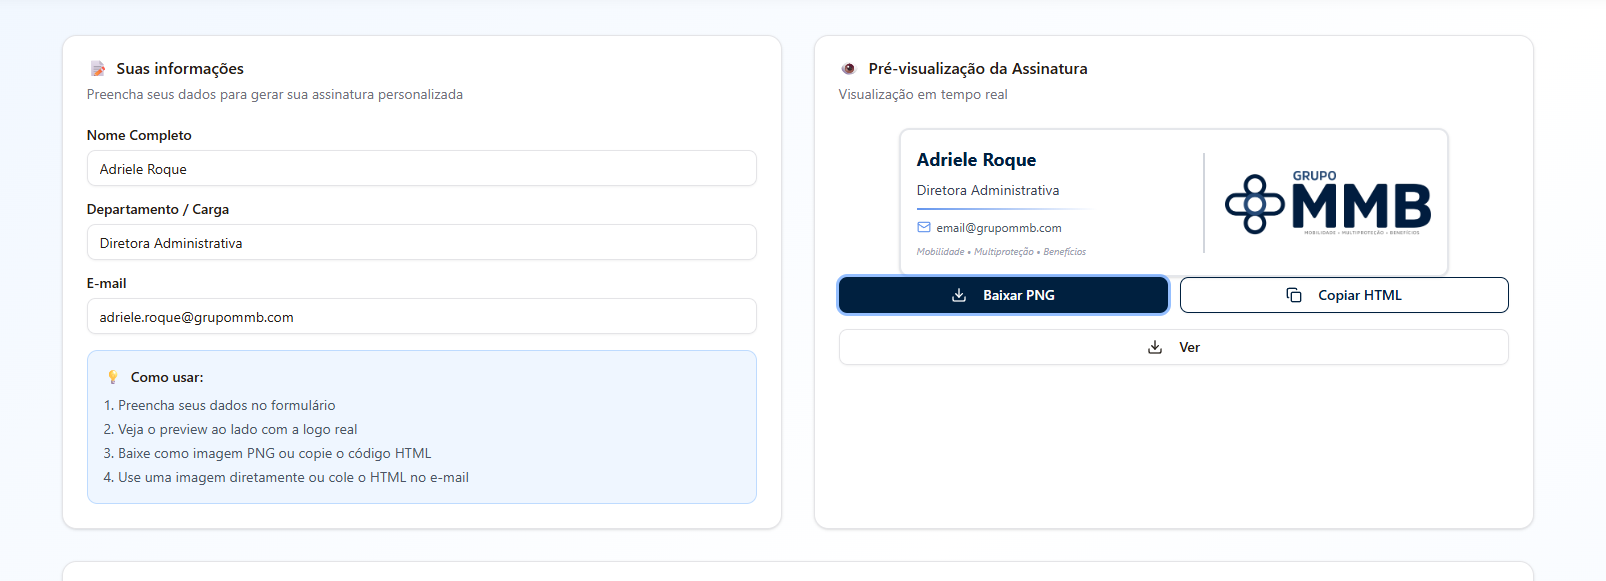 Suas informações
Preencha seus dados para gerar sua assinatura personalizada
Nome Completo
Adriele Roque
Departamento / Carga
Diretora Administrativa
E-mail
adriele.roque@grupommb.com
Como usar:
1. Preencha seus dados no formulário
2. Veja o preview ao lado com a logo real
3. Baixe como imagem PNG ou copie o código HTML
4. Use uma imagem diretamente ou cole o HTML no e-mail
Pré-visualização da Assinatura
Visualização em tempo real
Adriele Roque
Diretora Administrativa
email@grupommb.com
Mobilidade • Multiproteção • Benefícios
GRUPO
MMB
MOBILIDADE • MULTIPROTEÇÃO • BENEFÍCIOS
Baixar PNG
Copiar HTML
Ver